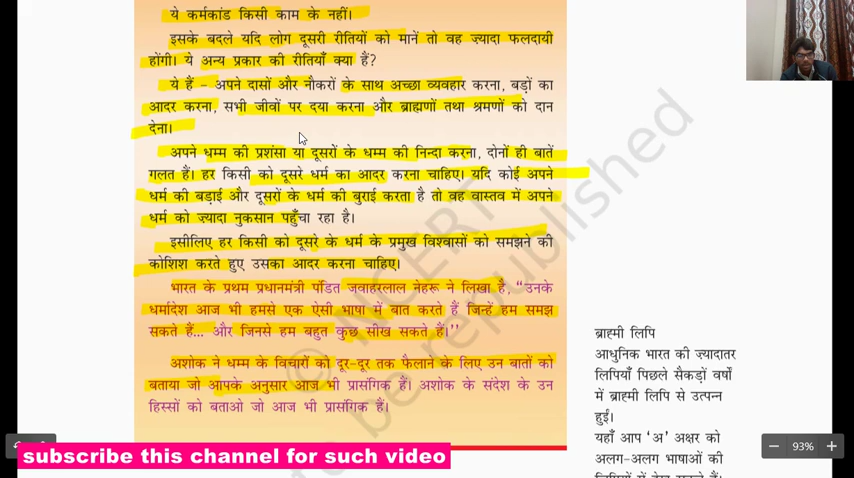 ये कर्मकांड किसी काम के नहीं।
इसके बदले यदि लोग दूसरी रीतियों को मानें तो वह ज़्यादा फलदायी
होंगी। ये अन्य प्रकार की रीतियाँ क्या हैं?
ये हैं - अपने दासों और नौकरों के साथ अच्छा व्यवहार करना, बड़ों का
आदर करना, सभी जीवों पर दया करना और ब्राह्मणों तथा श्रमणों को दान
देना।
अपने धम्म की प्रशंसा या दूसरों के धम्म की निन्दा करना, दोनों ही बातें
गलत हैं। हर किसी को दूसरे धर्म का आदर करना चाहिए। यदि कोई अपने
धर्म की बड़ाई और दूसरों के धर्म की बुराई करता है तो वह वास्तव में अपने
धर्म को ज़्यादा नुकसान पहुँचा रहा है।
इसीलिए हर किसी को दूसरे के धर्म के प्रमुख विश्वासों को समझने की
कोशिश करते हुए उसका आदर करना चाहिए।
भारत के प्रथम प्रधानमंत्री पंडित जवाहरलाल नेहरू ने लिखा है, “उनके
धर्मादेश आज भी हमसे एक ऐसी भाषा में बात करते हैं जिन्हें हम समझ
सकते हैं... और जिनसे हम बहुत कुछ सीख सकते हैं।’’
अशोक ने धम्म के विचारों को दूर-दूर तक फैलाने के लिए उन बातों को
बताया जो आपके अनुसार आज भी प्रासंगिक हैं। अशोक के संदेश के उन
हिस्सों को बताओ जो आज भी प्रासंगिक हैं।
ब्राह्मी लिपि
आधुनिक भारत की ज़्यादातर
लिपियाँ पिछले सैकड़ों वर्षों
में ब्राह्मी लिपि से उत्पन्न
हुईं।
यहाँ आप ‘अ’ अक्षर को
अलग-अलग भाषाओं की
© NCERT
be republished
93%
subscribe this channel for such video